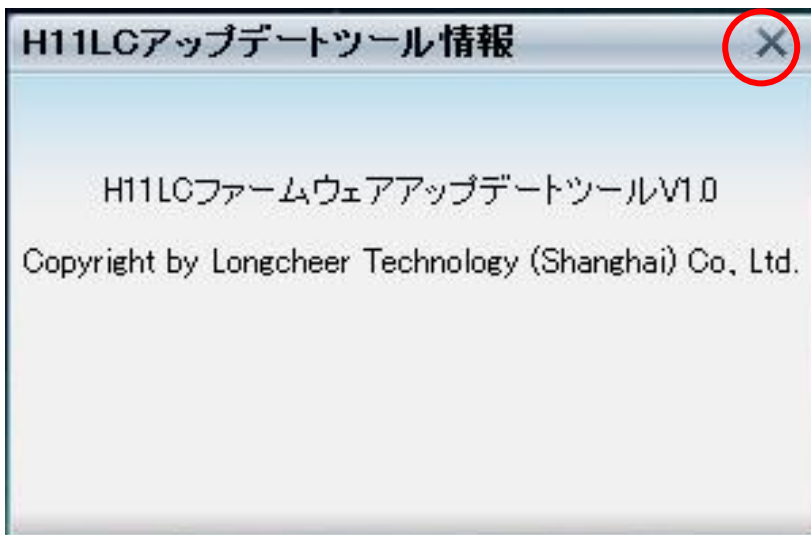 H11LCアップデートツール情報
H11LCファームウェアアップデートツールV1.0
Copyright by Longcheer Technology (Shanghai) Co., Ltd.